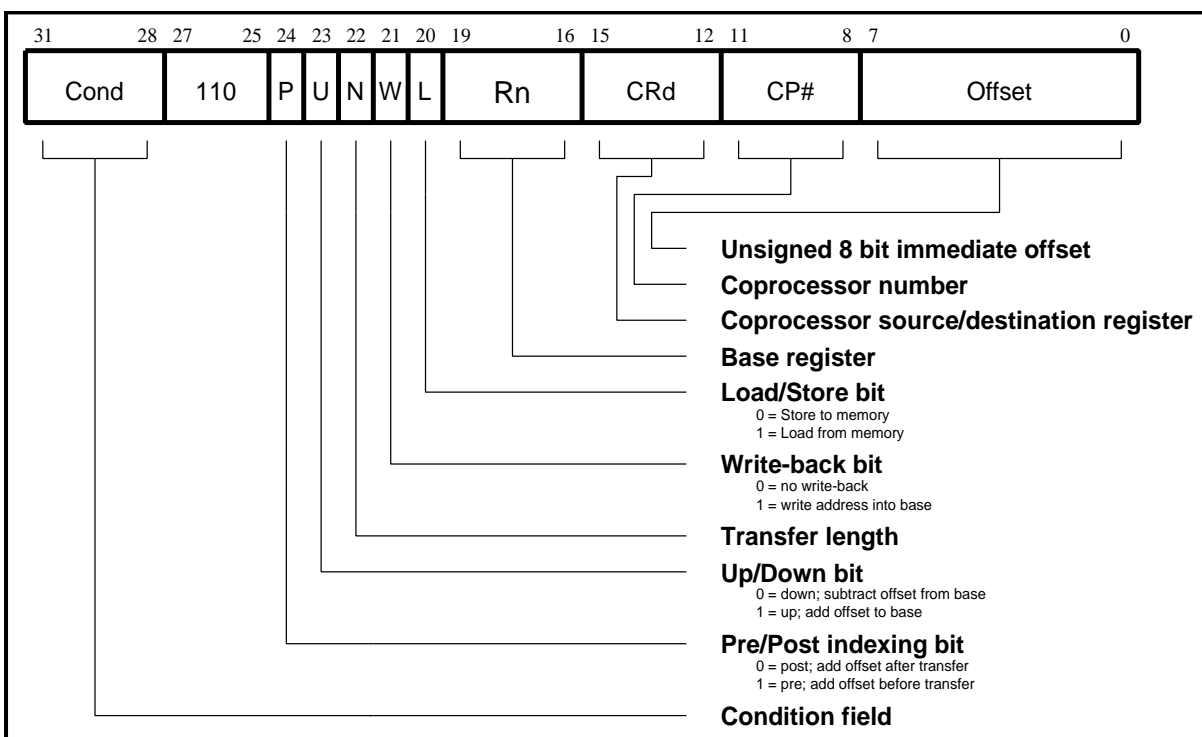 31 28 27 25 24 23 22 21 20 19 16 15 12 11 8 7 0
Cond 110 P U N W L Rn CRd CP# Offset
Unsigned 8 bit immediate offset
Coprocessor number
Coprocessor source/destination register
Base register
Load/Store bit
0 = Store to memory
1 = Load from memory
Write-back bit
0 = no write-back
1 = write address into base
Transfer length
Up/Down bit
0 = down; subtract offset from base
1 = up; add offset to base
Pre/Post indexing bit
0 = post; add offset after transfer
1 = pre; add offset before transfer
Condition field